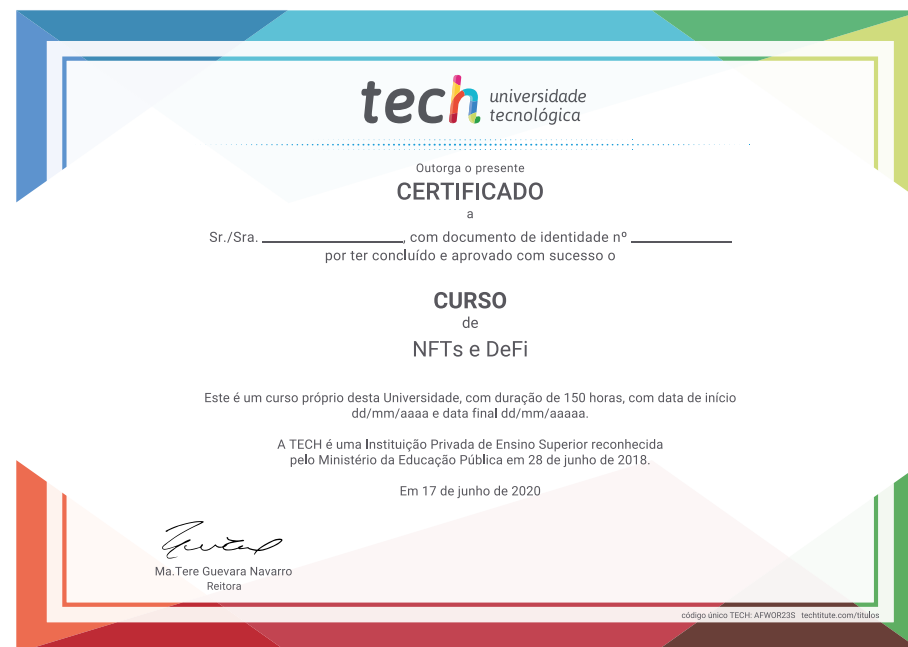 tech universidade
tecnológica
Outorga o presente
CERTIFICADO
a
Sr./Sra. ______________, com documento de identidade nº __________
por ter concluído e aprovado com sucesso o
CURSO
de
NFTs e DeFi
Este é um curso próprio desta Universidade, com duração de 150 horas, com data de início
dd/mm/aaaa e data final dd/mm/aaaaa.
A TECH é uma Instituição Privada de Ensino Superior reconhecida
pelo Ministério da Educação Pública em 28 de junho de 2018.
Em 17 de junho de 2020
Ma.Tere Guevara Navarro
Reitora
código único TECH: AFWOR23S techtitute.com/títulos